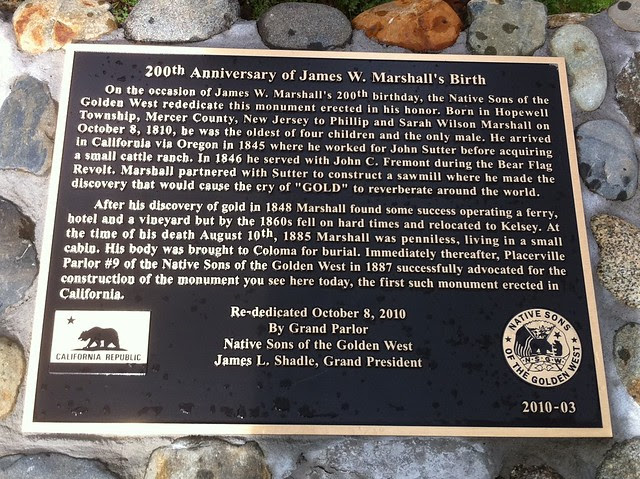 200th Anniversary of James W. Marshall's Birth
On the occasion of James W. Marshall's 200th birthday, the Native Sons of the
Golden West rededicate this monument erected in his honor. Born in Hopewell
Township, Mercer County, New Jersey to Phillip and Sarah Wilson Marshall on
October 8, 1810, he was the oldest of four children and the only male. He arrived
in California via Oregon in 1845 where he worked for John Sutter before acquiring
a small cattle ranch. In 1846 he served with John C. Fremont during the Bear Flag
Revolt. Marshall partnered with Sutter to construct a sawmill where he made the
discovery that would cause the cry of "GOLD" to reverberate around the world.
After his discovery of gold in 1848 Marshall found some success operating a ferry,
hotel and a vineyard but by the 1860s fell on hard times and relocated to Kelsey. At
the time of his death August 10th, 1885 Marshall was penniless, living in a small
cabin. His body was brought to Coloma for burial. Immediately thereafter, Placerville
Parlor #9 of the Native Sons of the Golden West in 1887 successfully advocated for the
construction of the monument you see here today, the first such monument erected in
California.
Re-dedicated October 8, 2010
By Grand Parlor
Native Sons of the Golden West
James L. Shadle, Grand President
CALIFORNIA REPUBLIC
NATIVE SONS
OF THE GOLDEN WEST
N.S.G.W.
2010-03